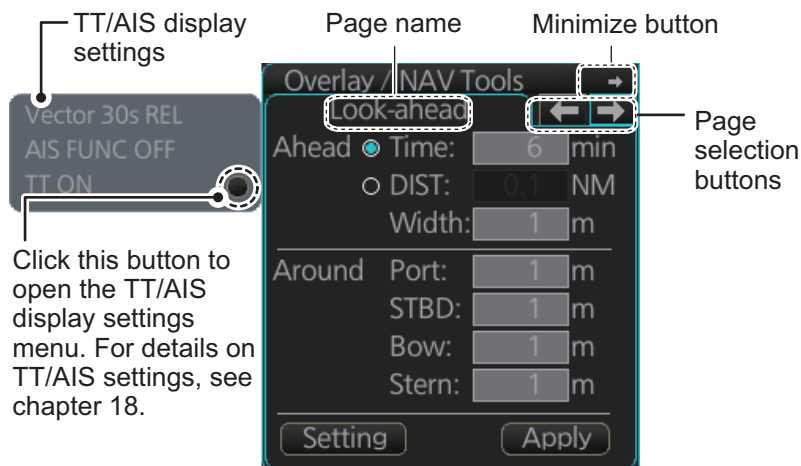 TT/AIS display
settings
Page name
Minimize button
Overlay / NAV Tools
Look-ahead
Vector 30s REL
AIS FUNC OFF
TT ON
Page
selection
buttons
Ahead Time: 6 min
DIST: 0.1 NM
Width: 1 m
Around Port: 1 m
STBD: 1 m
Bow: 1 m
Stern: 1 m
Setting Apply
Click this button to
open the TT/AIS
display settings
menu. For details on
TT/AIS settings, see
chapter 18.